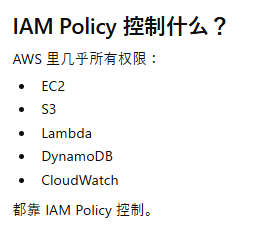 IAM Policy 控制什么？
AWS 里几乎所有权限：
• EC2
• S3
• Lambda
• DynamoDB
• CloudWatch
都靠 IAM Policy 控制。